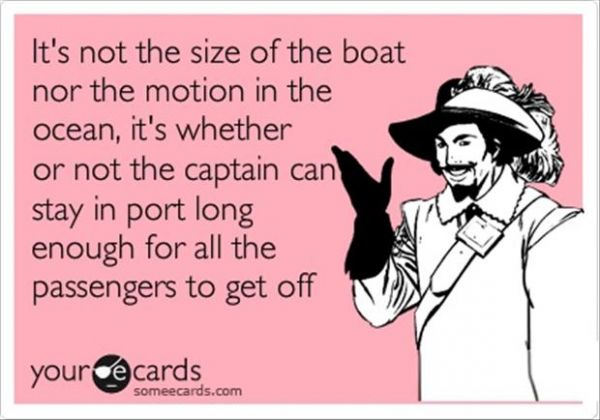 It's not the size of the boat
nor the motion in the
ocean, it's whether
or not the captain can
stay in port long
enough for all the
passengers to get off
your e cards
someecards.com